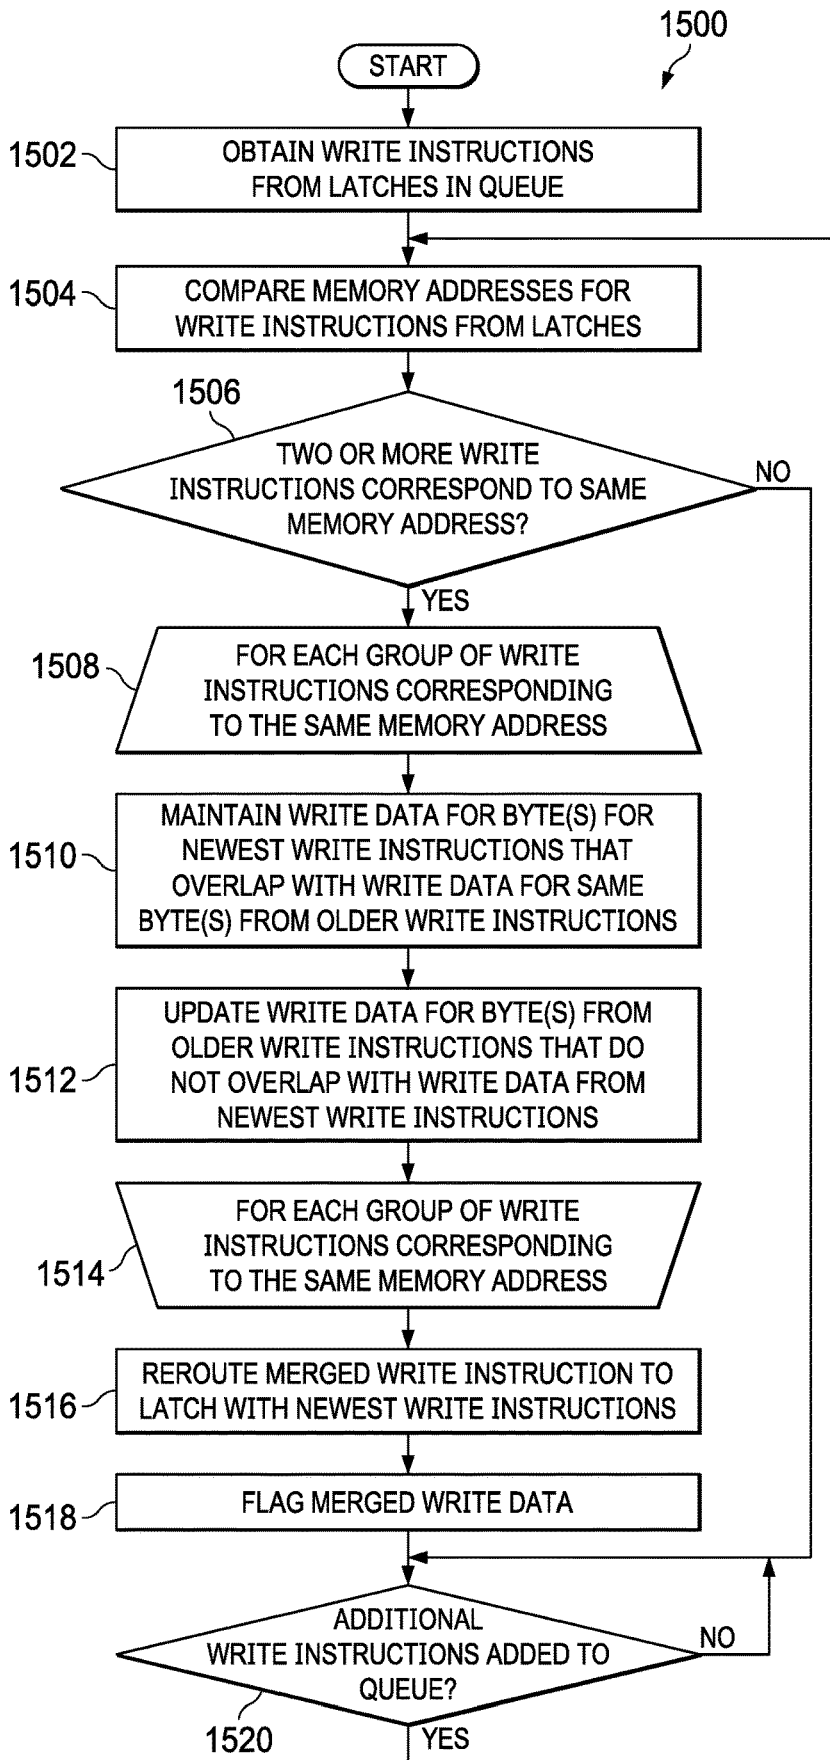 1500
START
1502
OBTAIN WRITE INSTRUCTIONS
FROM LATCHES IN QUEUE
1504
COMPARE MEMORY ADDRESSES FOR
WRITE INSTRUCTIONS FROM LATCHES
1506
TWO OR MORE WRITE
INSTRUCTIONS CORRESPOND TO SAME
MEMORY ADDRESS?
NO
YES
1508
FOR EACH GROUP OF WRITE
INSTRUCTIONS CORRESPONDING
TO THE SAME MEMORY ADDRESS
1510
MAINTAIN WRITE DATA FOR BYTE(S) FOR
NEWEST WRITE INSTRUCTIONS THAT
OVERLAP WITH WRITE DATA FOR SAME
BYTE(S) FROM OLDER WRITE INSTRUCTIONS
1512
UPDATE WRITE DATA FOR BYTE(S) FROM
OLDER WRITE INSTRUCTIONS THAT DO
NOT OVERLAP WITH WRITE DATA FROM
NEWEST WRITE INSTRUCTIONS
1514
FOR EACH GROUP OF WRITE
INSTRUCTIONS CORRESPONDING
TO THE SAME MEMORY ADDRESS
1516
REROUTE MERGED WRITE INSTRUCTION TO
LATCH WITH NEWEST WRITE INSTRUCTIONS
1518
FLAG MERGED WRITE DATA
ADDITIONAL
WRITE INSTRUCTIONS ADDED TO
QUEUE?
NO
1520
YES